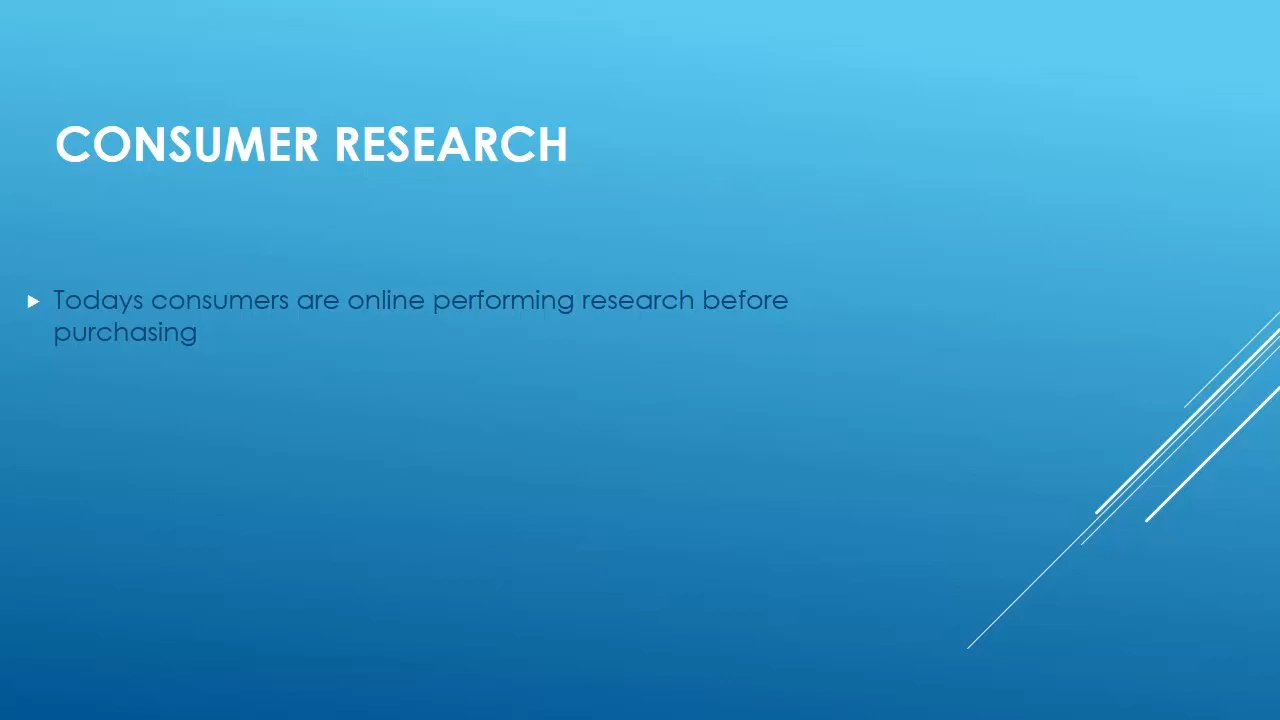 CONSUMER RESEARCH
Todays consumers are online performing research before
purchasing